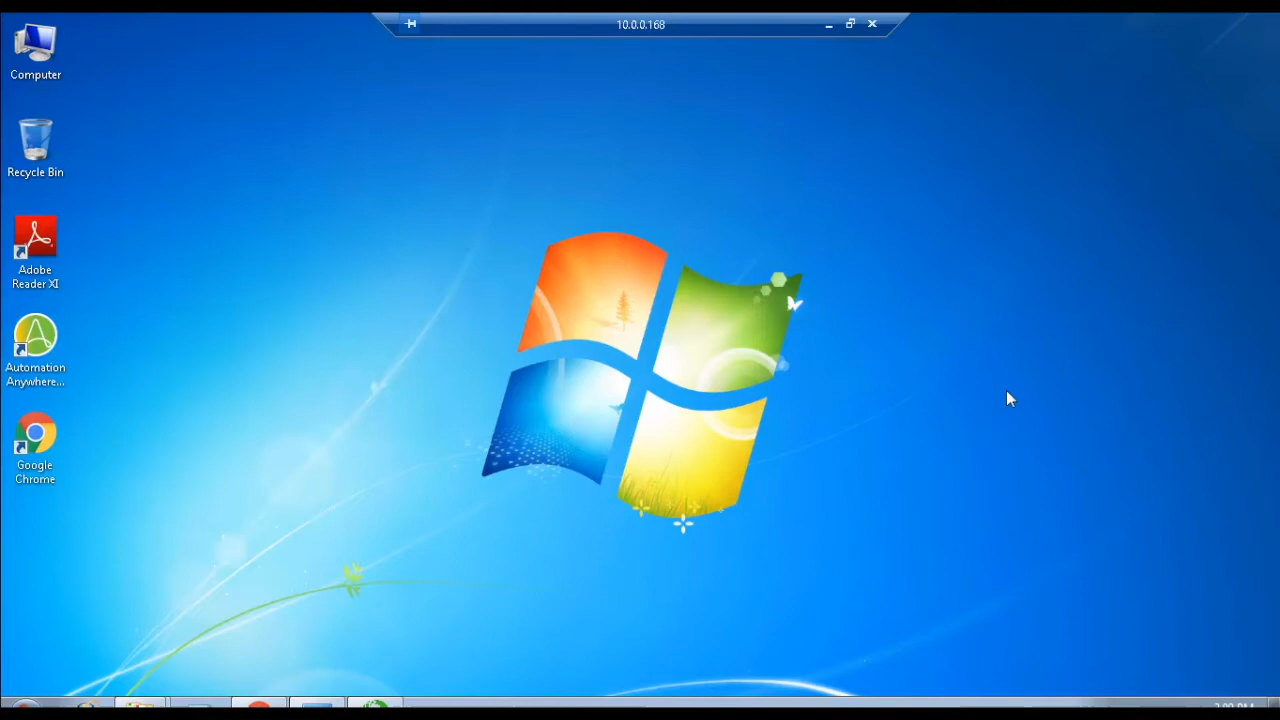 10.0.0.168
Computer
Recycle Bin
Adobe
Reader XI
Automation
Anywhere...
Google
Chrome